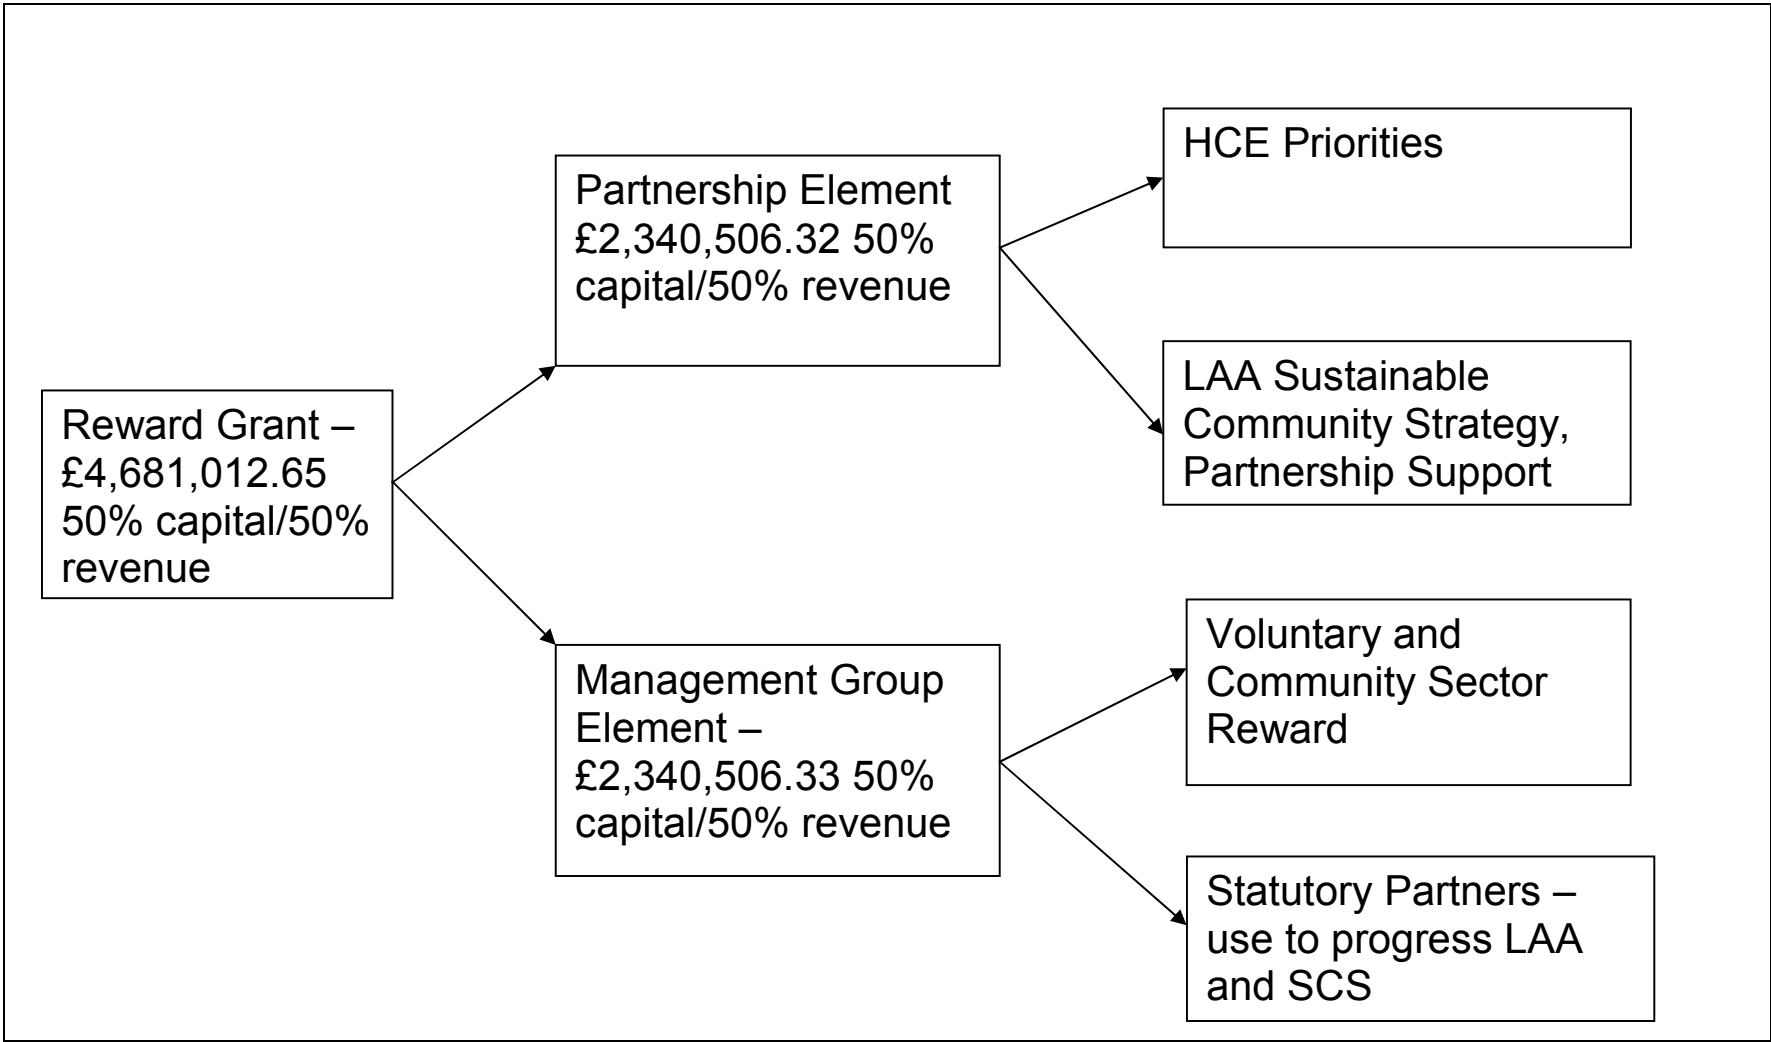 Reward Grant –
£4,681,012.65
50% capital/50%
revenue
Partnership Element
£2,340,506.32 50%
capital/50% revenue
HCE Priorities
LAA Sustainable
Community Strategy,
Partnership Support
Management Group
Element –
£2,340,506.33 50%
capital/50% revenue
Voluntary and
Community Sector
Reward
Statutory Partners –
use to progress LAA
and SCS